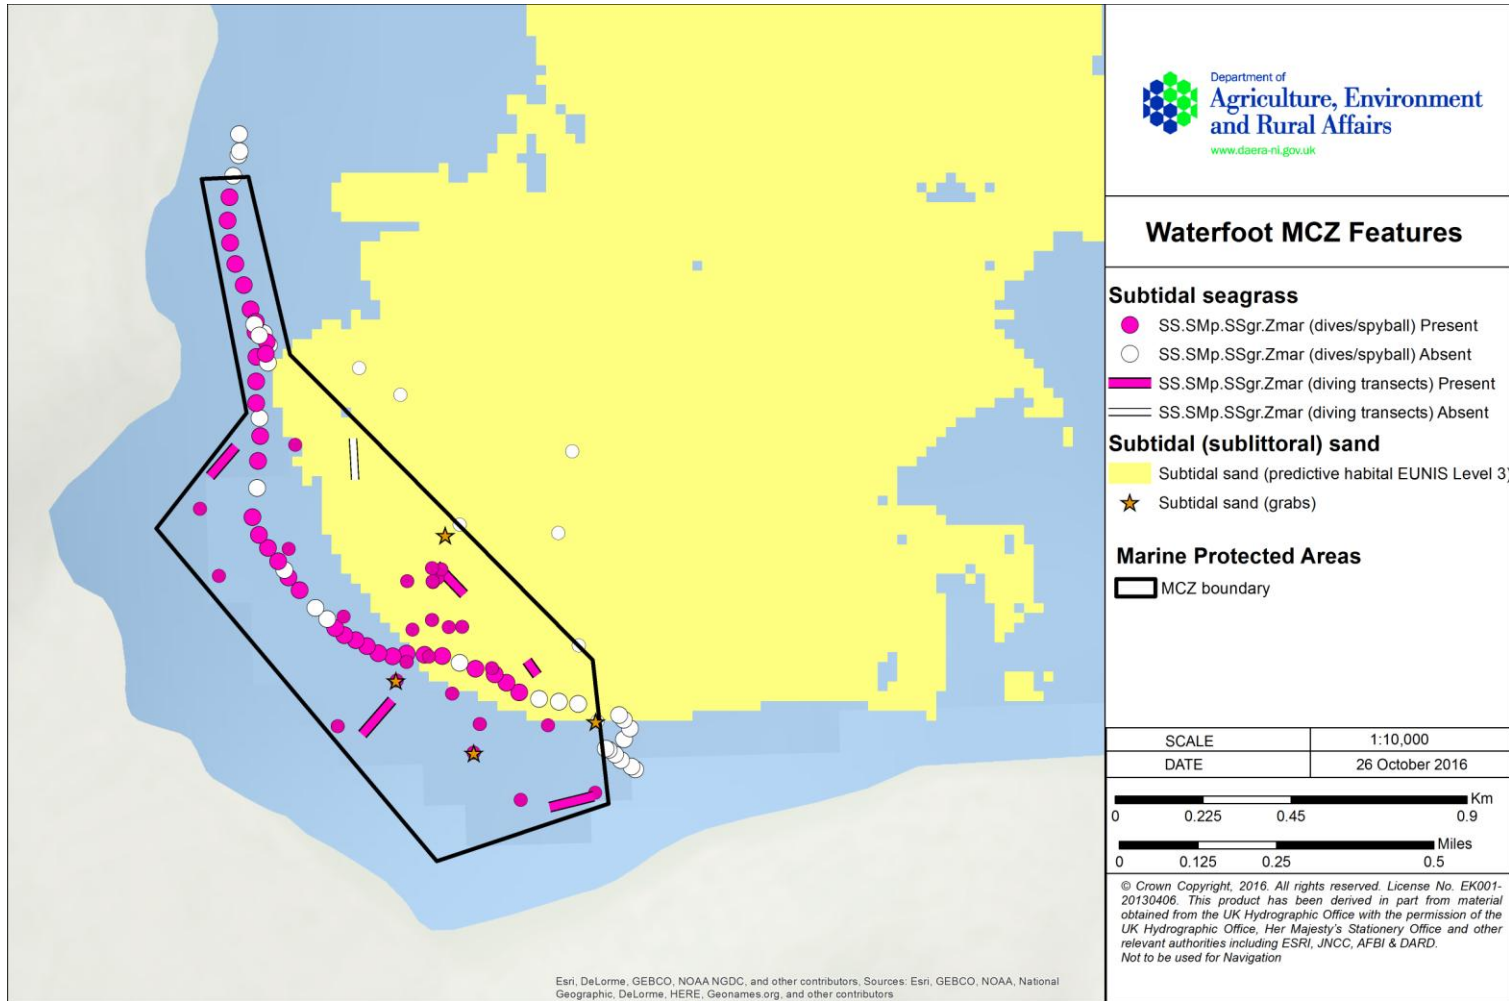 Department of
Agriculture, Environment
and Rural Affairs
www.daera-ni.gov.uk
Waterfoot MCZ Features
Subtidal seagrass
SS.SMp.SSgr.Zmar (dives/spyball) Present
SS.SMp.SSgr.Zmar (dives/spyball) Absent
SS.SMp.SSgr.Zmar (diving transects) Present
SS.SMp.SSgr.Zmar (diving transects) Absent
Subtidal (sublittoral) sand
Subtidal sand (predictive habital EUNIS Level 3)
Subtidal sand (grabs)
Marine Protected Areas
MCZ boundary
SCALE 1:10,000
DATE 26 October 2016
Km
0 0.225 0.45 0.9
Miles
0 0.125 0.25 0.5
© Crown Copyright, 2016. All rights reserved. License No. EK001-
20130406. This product has been derived in part from material
obtained from the UK Hydrographic Office with the permission of the
UK Hydrographic Office, Her Majesty's Stationery Office and other
relevant authorities including ESRI, JNCC, AFBI & DARD.
Not to be used for Navigation
Esri, DeLorme, GEBCO, NOAA NGDC, and other contributors, Sources: Esri, GEBCO, NOAA, National
Geographic, DeLorme, HERE, Geonames.org, and other contributors